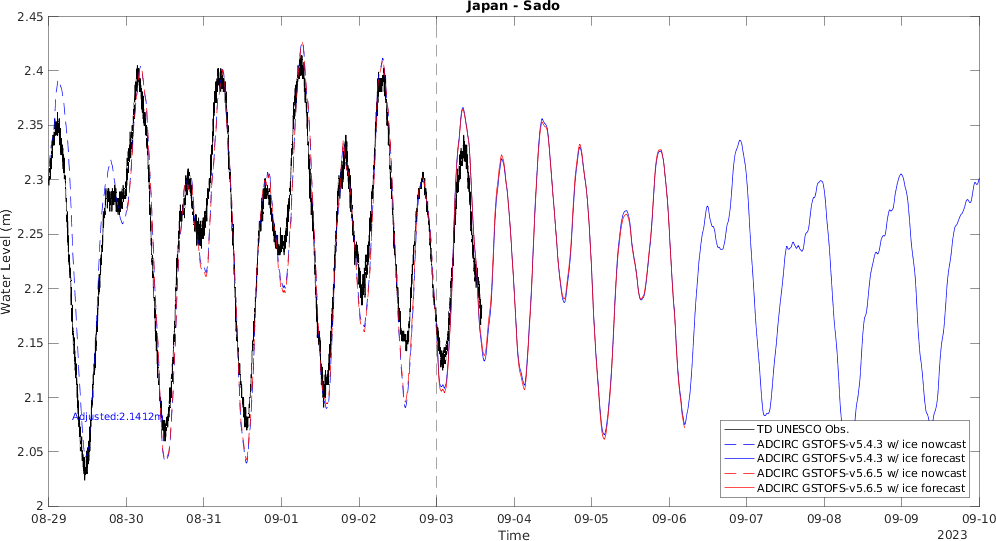 Japan - Sado
Water Level (m)
2.45
2.4
2.35
2.3
2.25
2.2
2.15
2.1
2.05
2
Adjusted:2.1412m
TD UNESCO Obs.
ADCIRC GSTOFS-v5.4.3 w/ ice nowcast
ADCIRC GSTOFS-v5.4.3 w/ ice forecast
ADCIRC GSTOFS-v5.6.5 w/ ice nowcast
ADCIRC GSTOFS-v5.6.5 w/ ice forecast
08-29 08-30 08-31 09-01 09-02 09-03 09-04 09-05 09-06 09-07 09-08 09-09 09-10
Time
2023